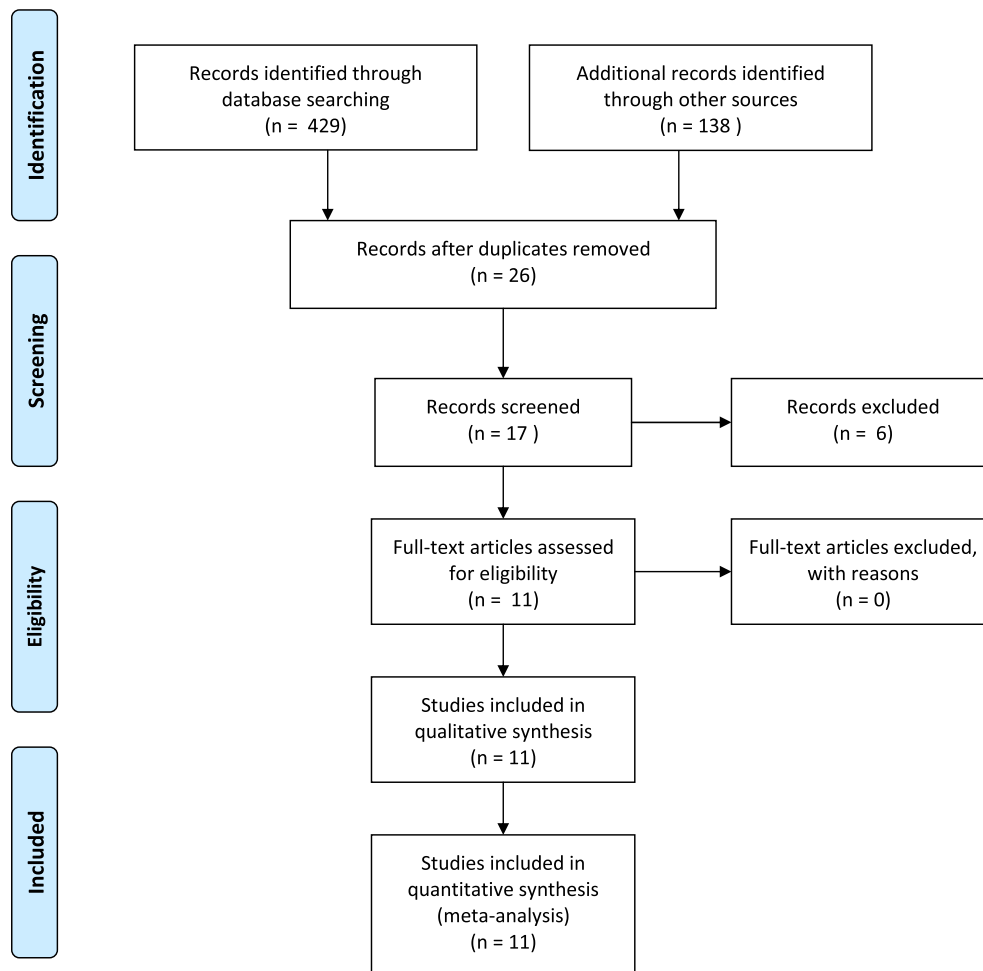 Identification
Records identified through
database searching
(n = 429)
Additional records identified
through other sources
(n = 138 )
Records after duplicates removed
(n = 26)
Screening
Records screened
(n = 17 )
Records excluded
(n = 6)
Eligibility
Full-text articles assessed
for eligibility
(n = 11)
Full-text articles excluded,
with reasons
(n = 0)
Studies included in
qualitative synthesis
(n = 11)
Included
Studies included in
quantitative synthesis
(meta-analysis)
(n = 11)